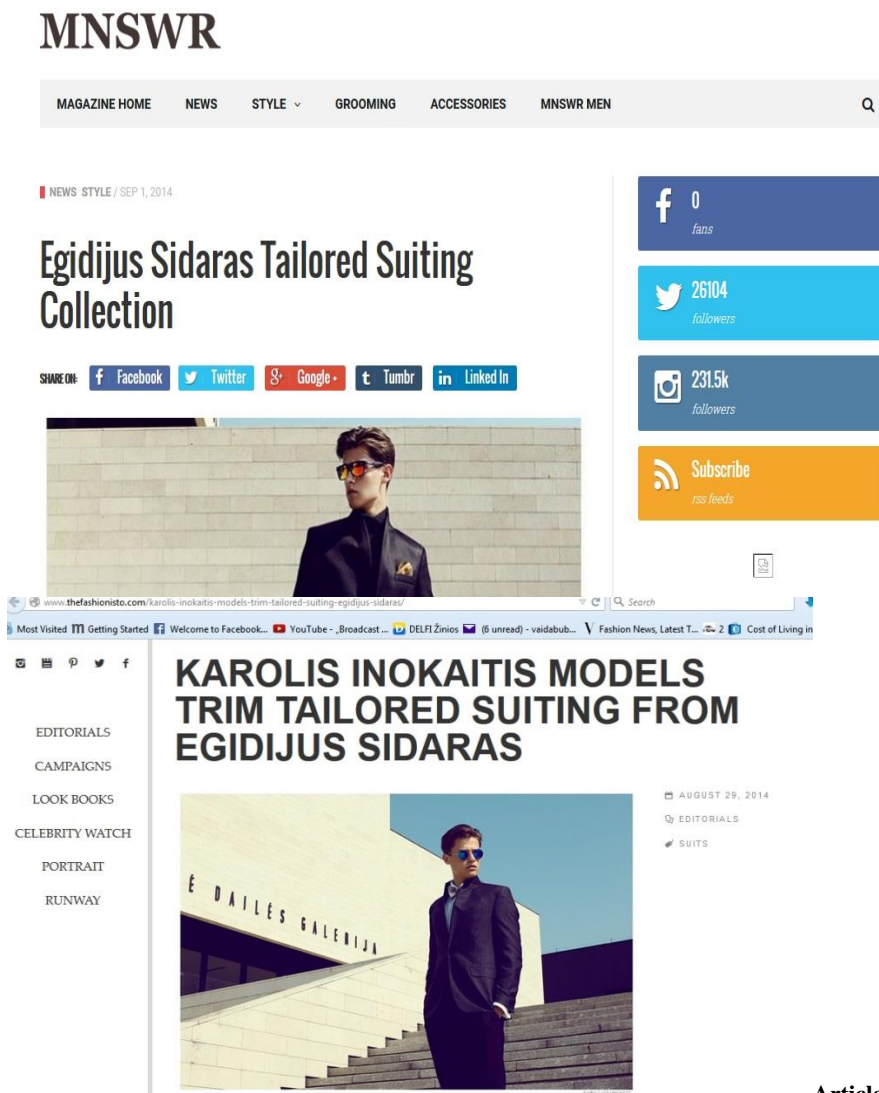 MNSWR
MAGAZINE HOME NEWS STYLE GROOMING ACCESSORIES MNSWR MEN
NEWS STYLE / SEP 1, 2014
Egidijus Sidaras Tailored Suiting
Collection
SHARE ON: Facebook Twitter Google+ Tumbr Linked In
0
fans
26104
followers
231.5k
followers
Subscribe
rss feeds
www.thefashionisto.com/karolis-inokaitis-models-trim-tailored-suiting-egidijus-sidaras/ Search
Most Visited Getting Started Welcome to Facebook... YouTube - „Broadcast ... DELFI Žinios (6 unread) - vaidabub... Fashion News, Latest T... 2 Cost of Living in
KAROLIS INOKAITIS MODELS
TRIM TAILORED SUITING FROM
EGIDIJUS SIDARAS
EDITORIALS
CAMPAIGNS
LOOK BOOKS
CELEBRITY WATCH
PORTRAIT
RUNWAY
AUGUST 29, 2014
EDITORIALS
SUITS
É DAILĖS GALERIJA